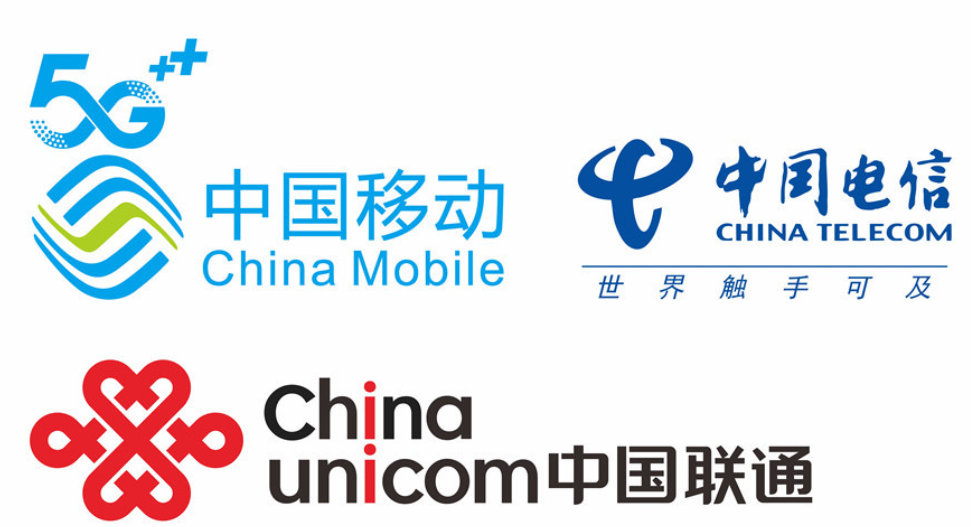 5G++
中国移动
China Mobile
中国电信
CHINA TELECOM
世界触手可及
China
unicom中国联通